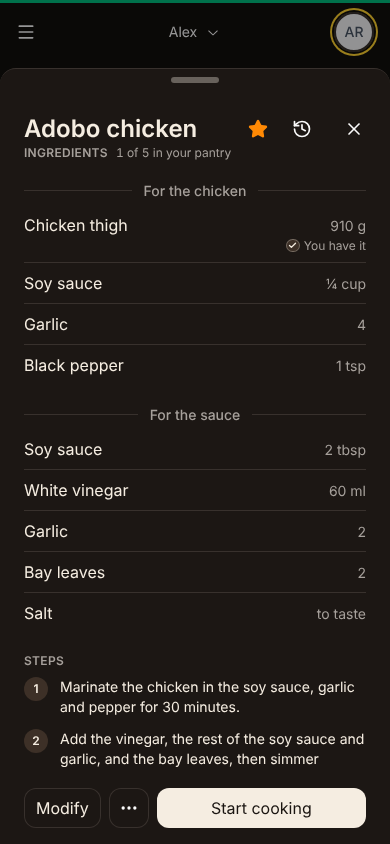 Alex
AR
Adobo chicken
INGREDIENTS 1 of 5 in your pantry
For the chicken
Chicken thigh 910 g
You have it
Soy sauce ¼ cup
Garlic 4
Black pepper 1 tsp
For the sauce
Soy sauce 2 tbsp
White vinegar 60 ml
Garlic 2
Bay leaves 2
Salt to taste
STEPS
1 Marinate the chicken in the soy sauce, garlic
and pepper for 30 minutes.
2 Add the vinegar, the rest of the soy sauce and
garlic, and the bay leaves, then simmer
Modify ••• Start cooking